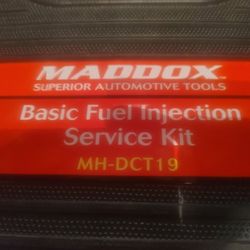 MADDOX
SUPERIOR AUTOMOTIVE TOOLS
Basic Fuel Injection
Service Kit
MH-DCT19